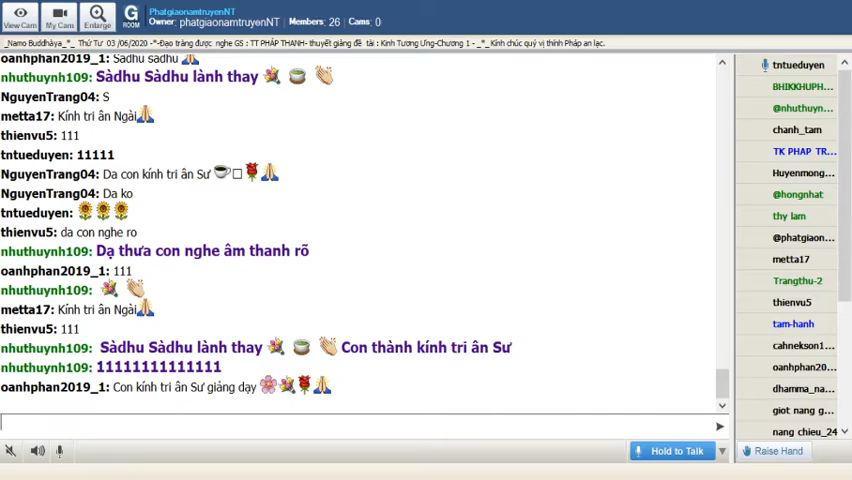 View Cam
My Cam
Enlarge
G
ROOM
PhatgiaonamtruyenNT
Owner: phatgiaonamtruyenNT Members: 26 Cams: 0
_Namo Buddhàya_*_ Thứ Tư 03 /06/2020 -*-Đạo tràng được nghe GS : TT PHÁP THANH- thuyết giảng đề tài : Kinh Tương Ưng-Chương 1 - _*_ Kính chúc quý vị thính Pháp an lạc.
oanhphan2019_1: Sadhu sadhu 🙏
nhuthuynh109: Sàdhu Sàdhu lành thay 💐 🍵 👏
NguyenTrang04: S
metta17: Kính tri ân Ngài🙏
thienvu5: 111
tntueduyen: 11111
NguyenTrang04: Da con kính tri ân Sư ☕□🌹🙏
NguyenTrang04: Da ko
tntueduyen: 🌻🌻🌻
thienvu5: da con nghe ro
nhuthuynh109: Dạ thưa con nghe âm thanh rõ
oanhphan2019_1: 111
nhuthuynh109: 💐 👏
metta17: Kính tri ân Ngài🙏
thienvu5: 111
nhuthuynh109: Sàdhu Sàdhu lành thay 💐 🍵 👏 Con thành kính tri ân Sư
nhuthuynh109: 11111111111111
oanhphan2019_1: Con kính tri ân Sư giảng dạy 🌸💐🌹🙏
Hold to Talk
tntueduyen
BHIKKHUPH...
@nhuthuyn...
chanh_tam
TK PHAP TR...
Huyenmong...
@hongnhat
thy lam
@phatgiaon...
metta17
Trangthu-2
thienvu5
tam-hanh
cahnekson1...
oanhphan20...
dhamma_na...
giot nang g...
nang chieu_24
Raise Hand